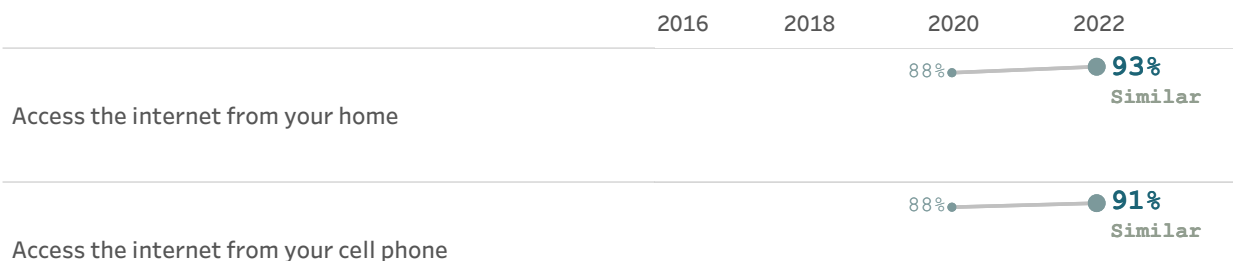 2016 2018 2020 2022
88% 93%
Similar
Access the internet from your home
88% 91%
Similar
Access the internet from your cell phone